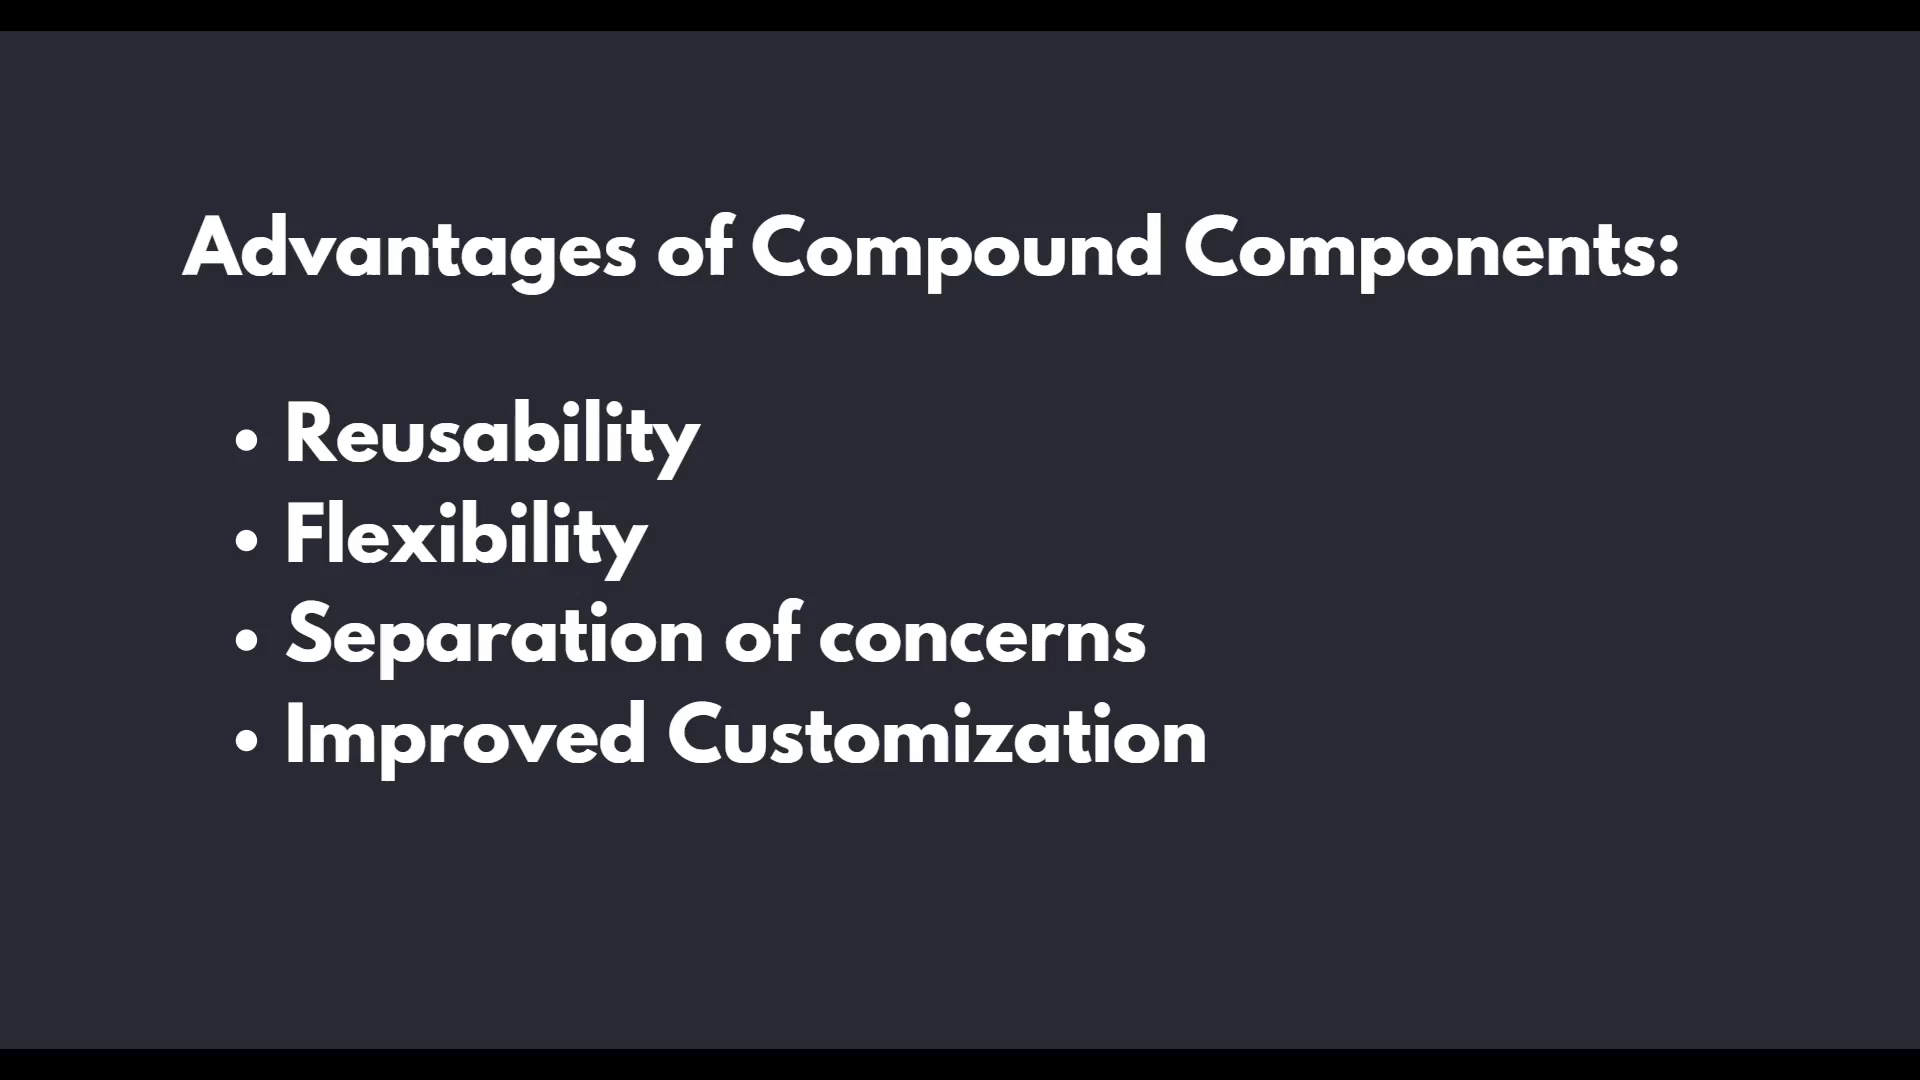 Advantages of Compound Components:
• Reusability
• Flexibility
• Separation of concerns
• Improved Customization